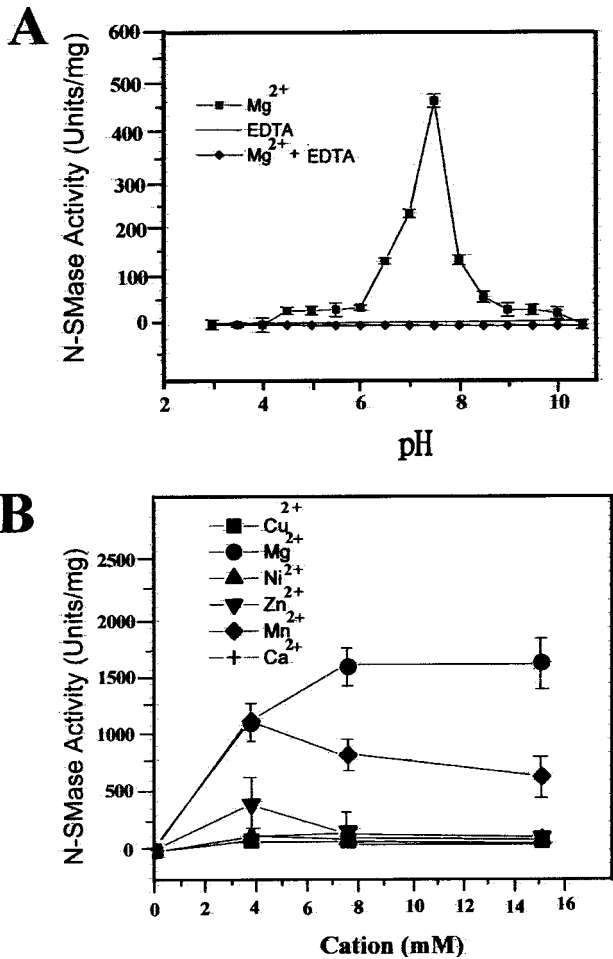 A
N-SMase Activity (Units/mg)
600
500
400
300
200
100
0
Mg2+
EDTA
Mg2+ + EDTA
2 4 6 8 10
pH
B
N-SMase Activity (Units/mg)
2500
2000
1500
1000
500
0
Cu2+
Mg2+
Ni2+
Zn2+
Mn2+
Ca2+
0 2 4 6 8 10 12 14 16
Cation (mM)